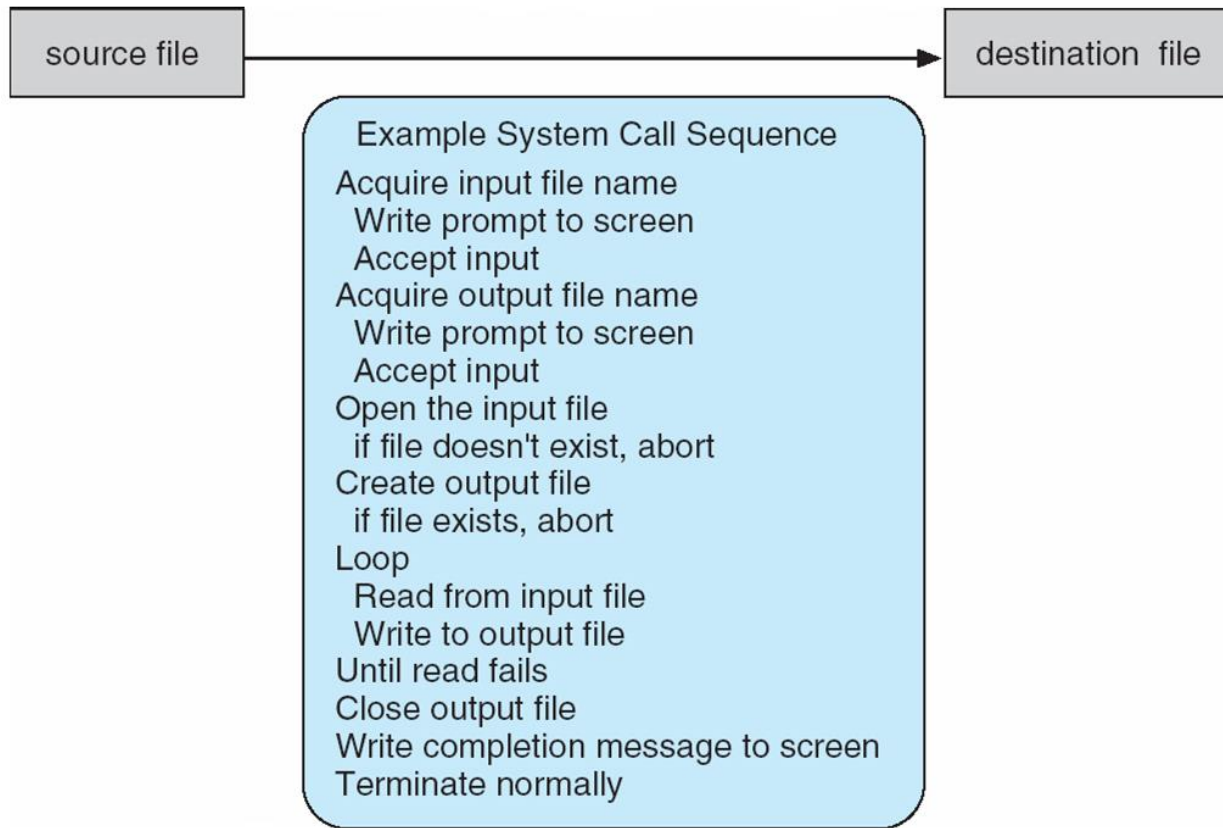 source file
destination file
Example System Call Sequence
Acquire input file name
Write prompt to screen
Accept input
Acquire output file name
Write prompt to screen
Accept input
Open the input file
if file doesn't exist, abort
Create output file
if file exists, abort
Loop
Read from input file
Write to output file
Until read fails
Close output file
Write completion message to screen
Terminate normally